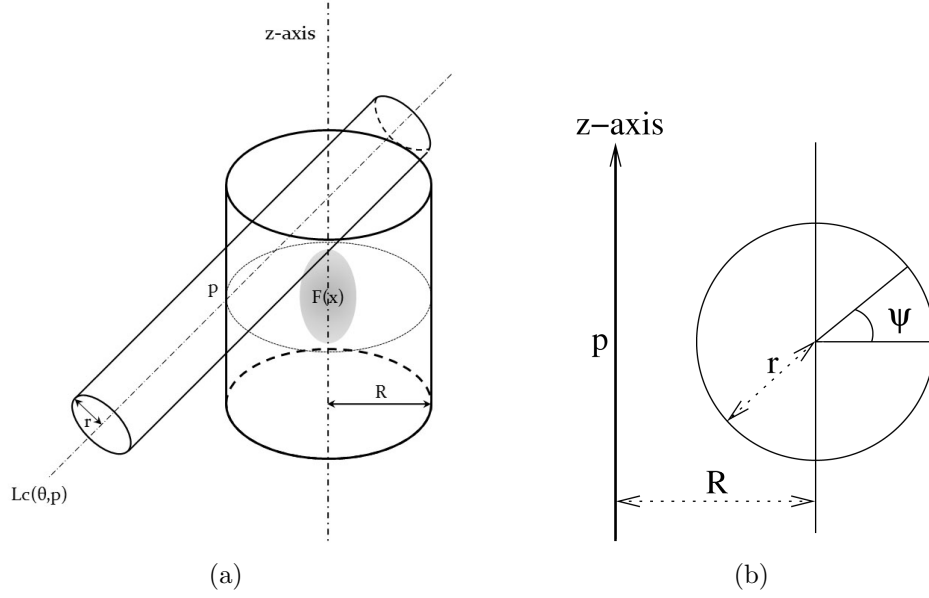 z-axis
p
F(x)
R
r
Lc(θ,p)
(a)
z−axis
p
r
ψ
R
(b)